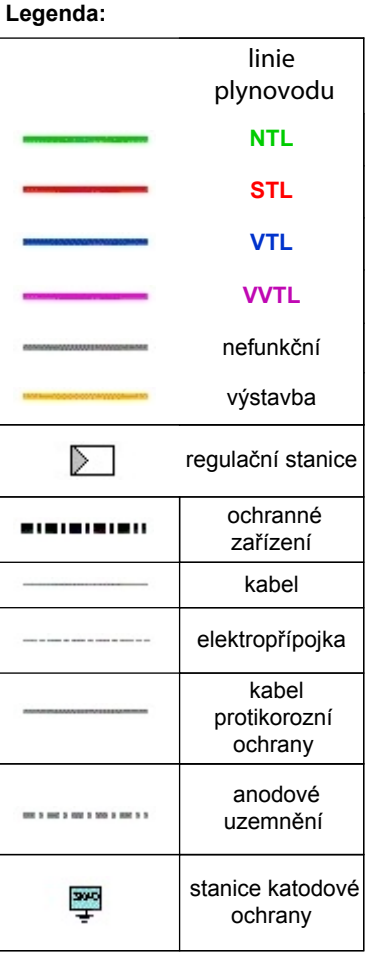 Legenda:
linie
plynovodu
NTL
STL
VTL
VVTL
nefunkční
výstavba
regulační stanice
ochranné
zařízení
kabel
elektropřípojka
kabel
protikorozní
ochrany
anodové
uzemnění
stanice katodové
ochrany